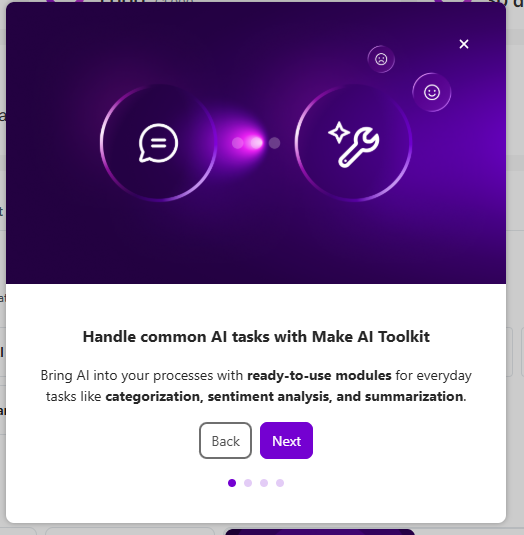 Handle common AI tasks with Make AI Toolkit
Bring AI into your processes with ready-to-use modules for everyday
tasks like categorization, sentiment analysis, and summarization.
Back
Next